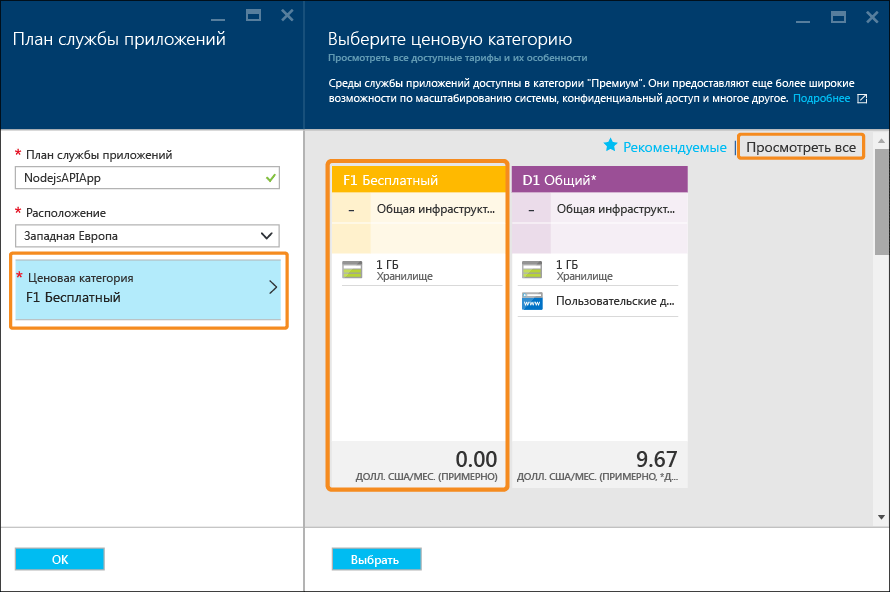 План службы приложений
* План службы приложений
NodejsAPIApp
* Расположение
Западная Европа
* Ценовая категория
F1 Бесплатный
OK
Выберите ценовую категорию
Просмотреть все доступные тарифы и их особенности
Среды службы приложений доступны в категории "Премиум". Они предоставляют еще более широкие
возможности по масштабированию системы, конфиденциальный доступ и многое другое. Подробнее
Рекомендуемые | Просмотреть все
F1 Бесплатный
- Общая инфраструкт...
1 ГБ
Хранилище
0.00
ДОЛЛ. США/МЕС. (ПРИМЕРНО)
D1 Общий*
- Общая инфраструкт...
1 ГБ
Хранилище
www Пользовательские д...
9.67
ДОЛЛ. США/МЕС. (ПРИМЕРНО, *Д...
Выбрать